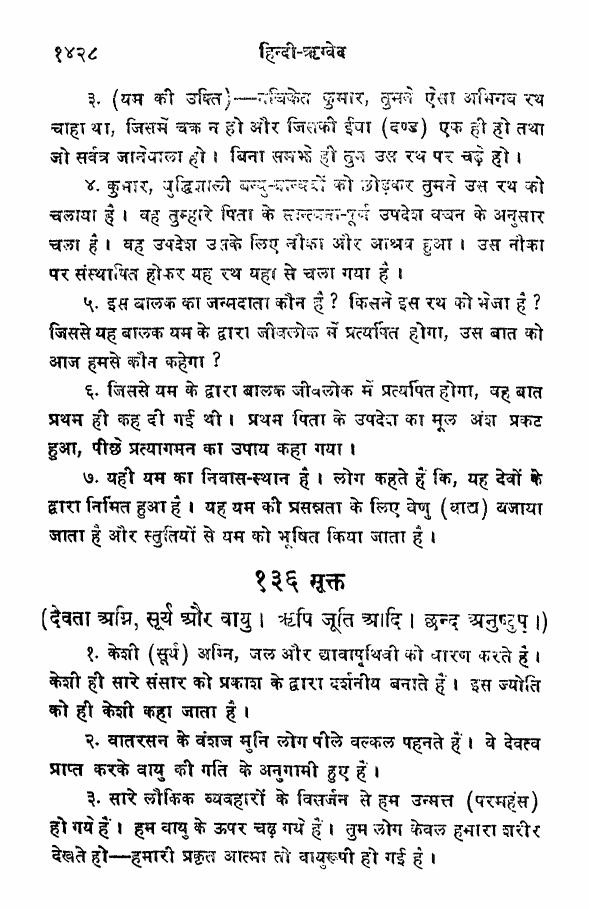 १४२८ हिन्दी-ऋग्वेद
३. (यम की उक्ति)—नचिकेत कुमार, तुमने ऐसा अभिनव रथ
चाहा था, जिसमें चक्र न हो और जिसकी ईषा (दण्ड) एक ही हो तथा
जो सर्वत्र जानेवाला हो। बिना समझे ही तुम उस रथ पर चढ़े हो।
४. कुमार, बुद्धिशाली बन्धु-बान्धवों को छोड़कर तुमने उस रथ को
चलाया है। वह तुम्हारे पिता के सान्त्वना-पूर्ण उपदेश वचन के अनुसार
चला है। वह उपदेश उसके लिए नौका और आश्रय हुआ। उस नौका
पर संस्थापित होकर यह रथ यहाँ से चला गया है।
५. इस बालक का जन्मदाता कौन है? किसने इस रथ को भेजा है?
जिससे यह बालक यम के द्वारा जीवलोक में प्रत्यर्पित होगा, उस बात को
आज हमसे कौन कहेगा?
६. जिससे यम के द्वारा बालक जीवलोक में प्रत्यर्पित होगा, वह बात
प्रथम ही कह दी गई थी। प्रथम पिता के उपदेश का मूल अंश प्रकट
हुआ, पीछे प्रत्यागमन का उपाय कहा गया।
७. यही यम का निवास-स्थान है। लोग कहते हैं कि, यह देवों के
द्वारा निर्मित हुआ है। यह यम की प्रसन्नता के लिए वेणु (वाद्य) बजाया
जाता है और स्तुतियों से यम को भूषित किया जाता है।
१३६ सूक्त
(देवता अग्नि, सूर्य और वायु। ऋषि जूति आदि। छन्द अनुष्टुप्।)
१. केशी (सूर्य) अग्नि, जल और द्यावापृथिवी को धारण करते हैं।
केशी ही सारे संसार को प्रकाश के द्वारा दर्शनीय बनाते हैं। इस ज्योति
को ही केशी कहा जाता है।
२. वातरसन के वंशज मुनि लोग पीले वल्कल पहनते हैं। वे देवत्व
प्राप्त करके वायु की गति के अनुगामी हुए हैं।
३. सारे लौकिक व्यवहारों के विसर्जन से हम उन्मत्त (परमहंस)
हो गये हैं। हम वायु के ऊपर चढ़ गये हैं। तुम लोग केवल हमारा शरीर
देखते हो—हमारी प्रकृत आत्मा तो वायुरूपी हो गई है।